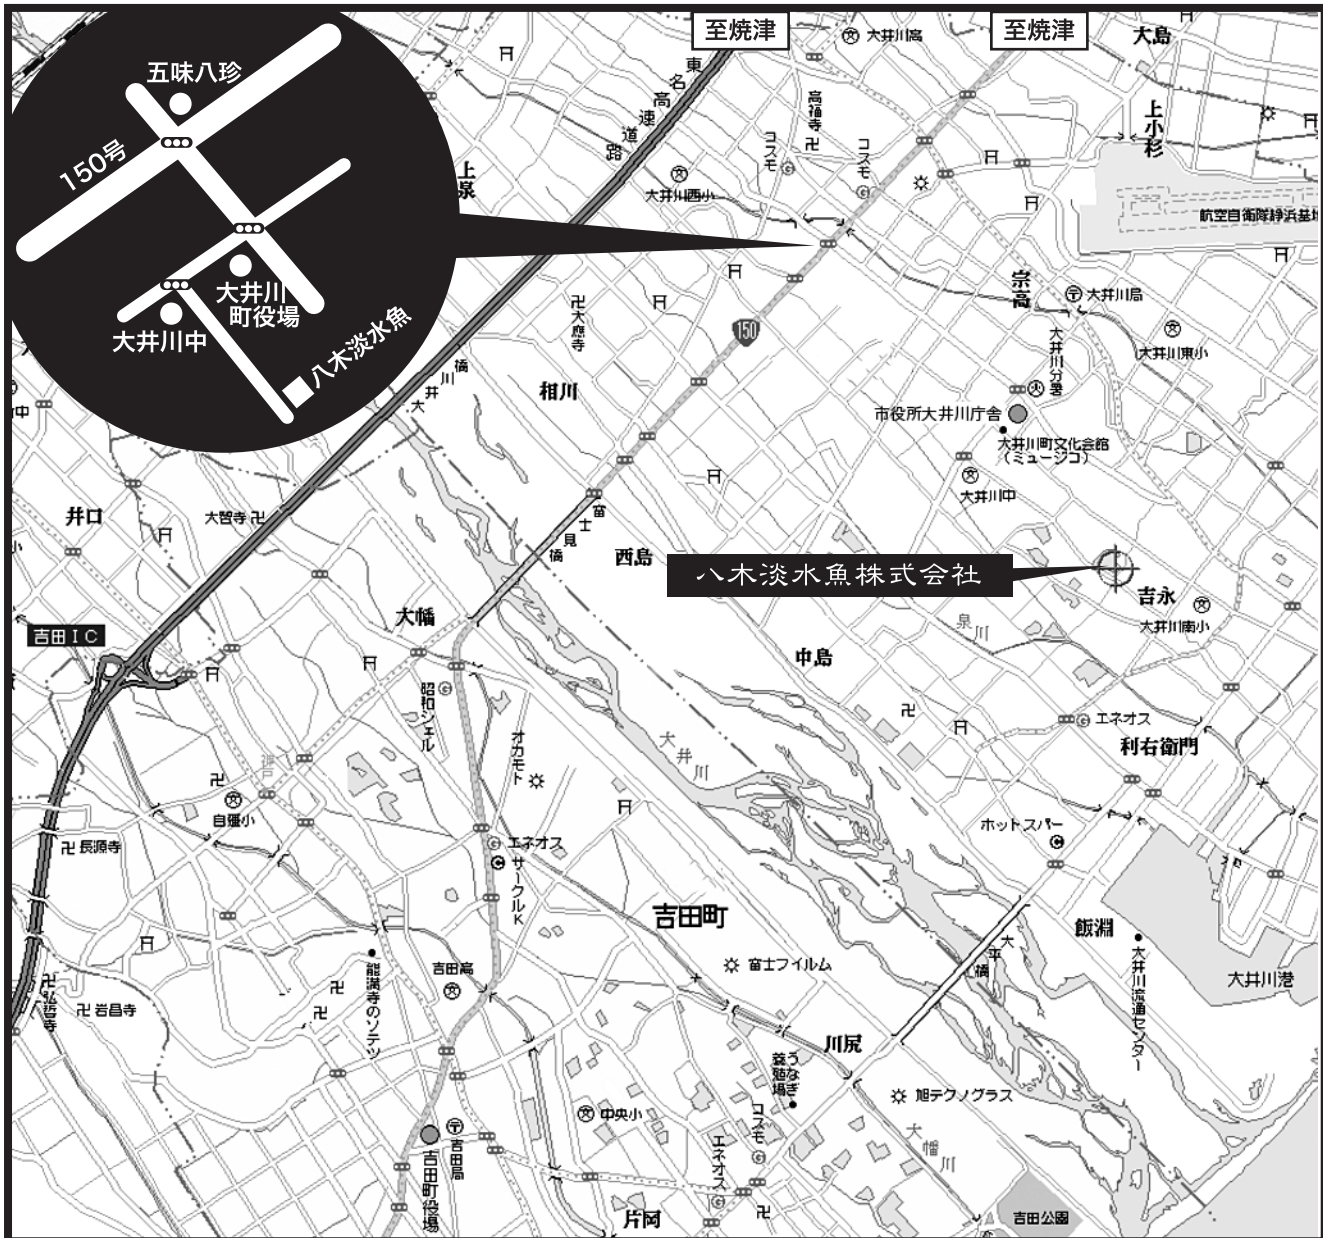 至焼津
至焼津
大島
大井川高
五味八珍
150号
大井川
町役場
大井川中
八木淡水魚
東名高速道路
高福寺
コスモ
コスモ
上小杉
上泉
大井川西小
航空自衛隊静浜基地
宗高
大井川局
大井川東小
大井川分署
150
大應寺
大井川橋
相川
市役所大井川庁舎
大井川町文化会館
(ミュージコ)
大井川中
井口
大智寺
富士見橋
西島
八木淡水魚株式会社
吉永
大井川南小
泉川
大幡
吉田IC
中島
昭和シェル
オカモト
エネオス
利右衛門
大井川
神戸
自彊小
長源寺
エネオス
サークルK
ホットスパー
吉田町
飯淵
大平橋
大井川港
大井川流通センター
富士フイルム
吉田高
能満寺のソテツ
弘誓寺
岩昌寺
川尻
うなぎ
養殖場
旭テクノグラス
中央小
コスモ
大幡川
吉田局
エネオス
吉田町役場
片岡
吉田公園